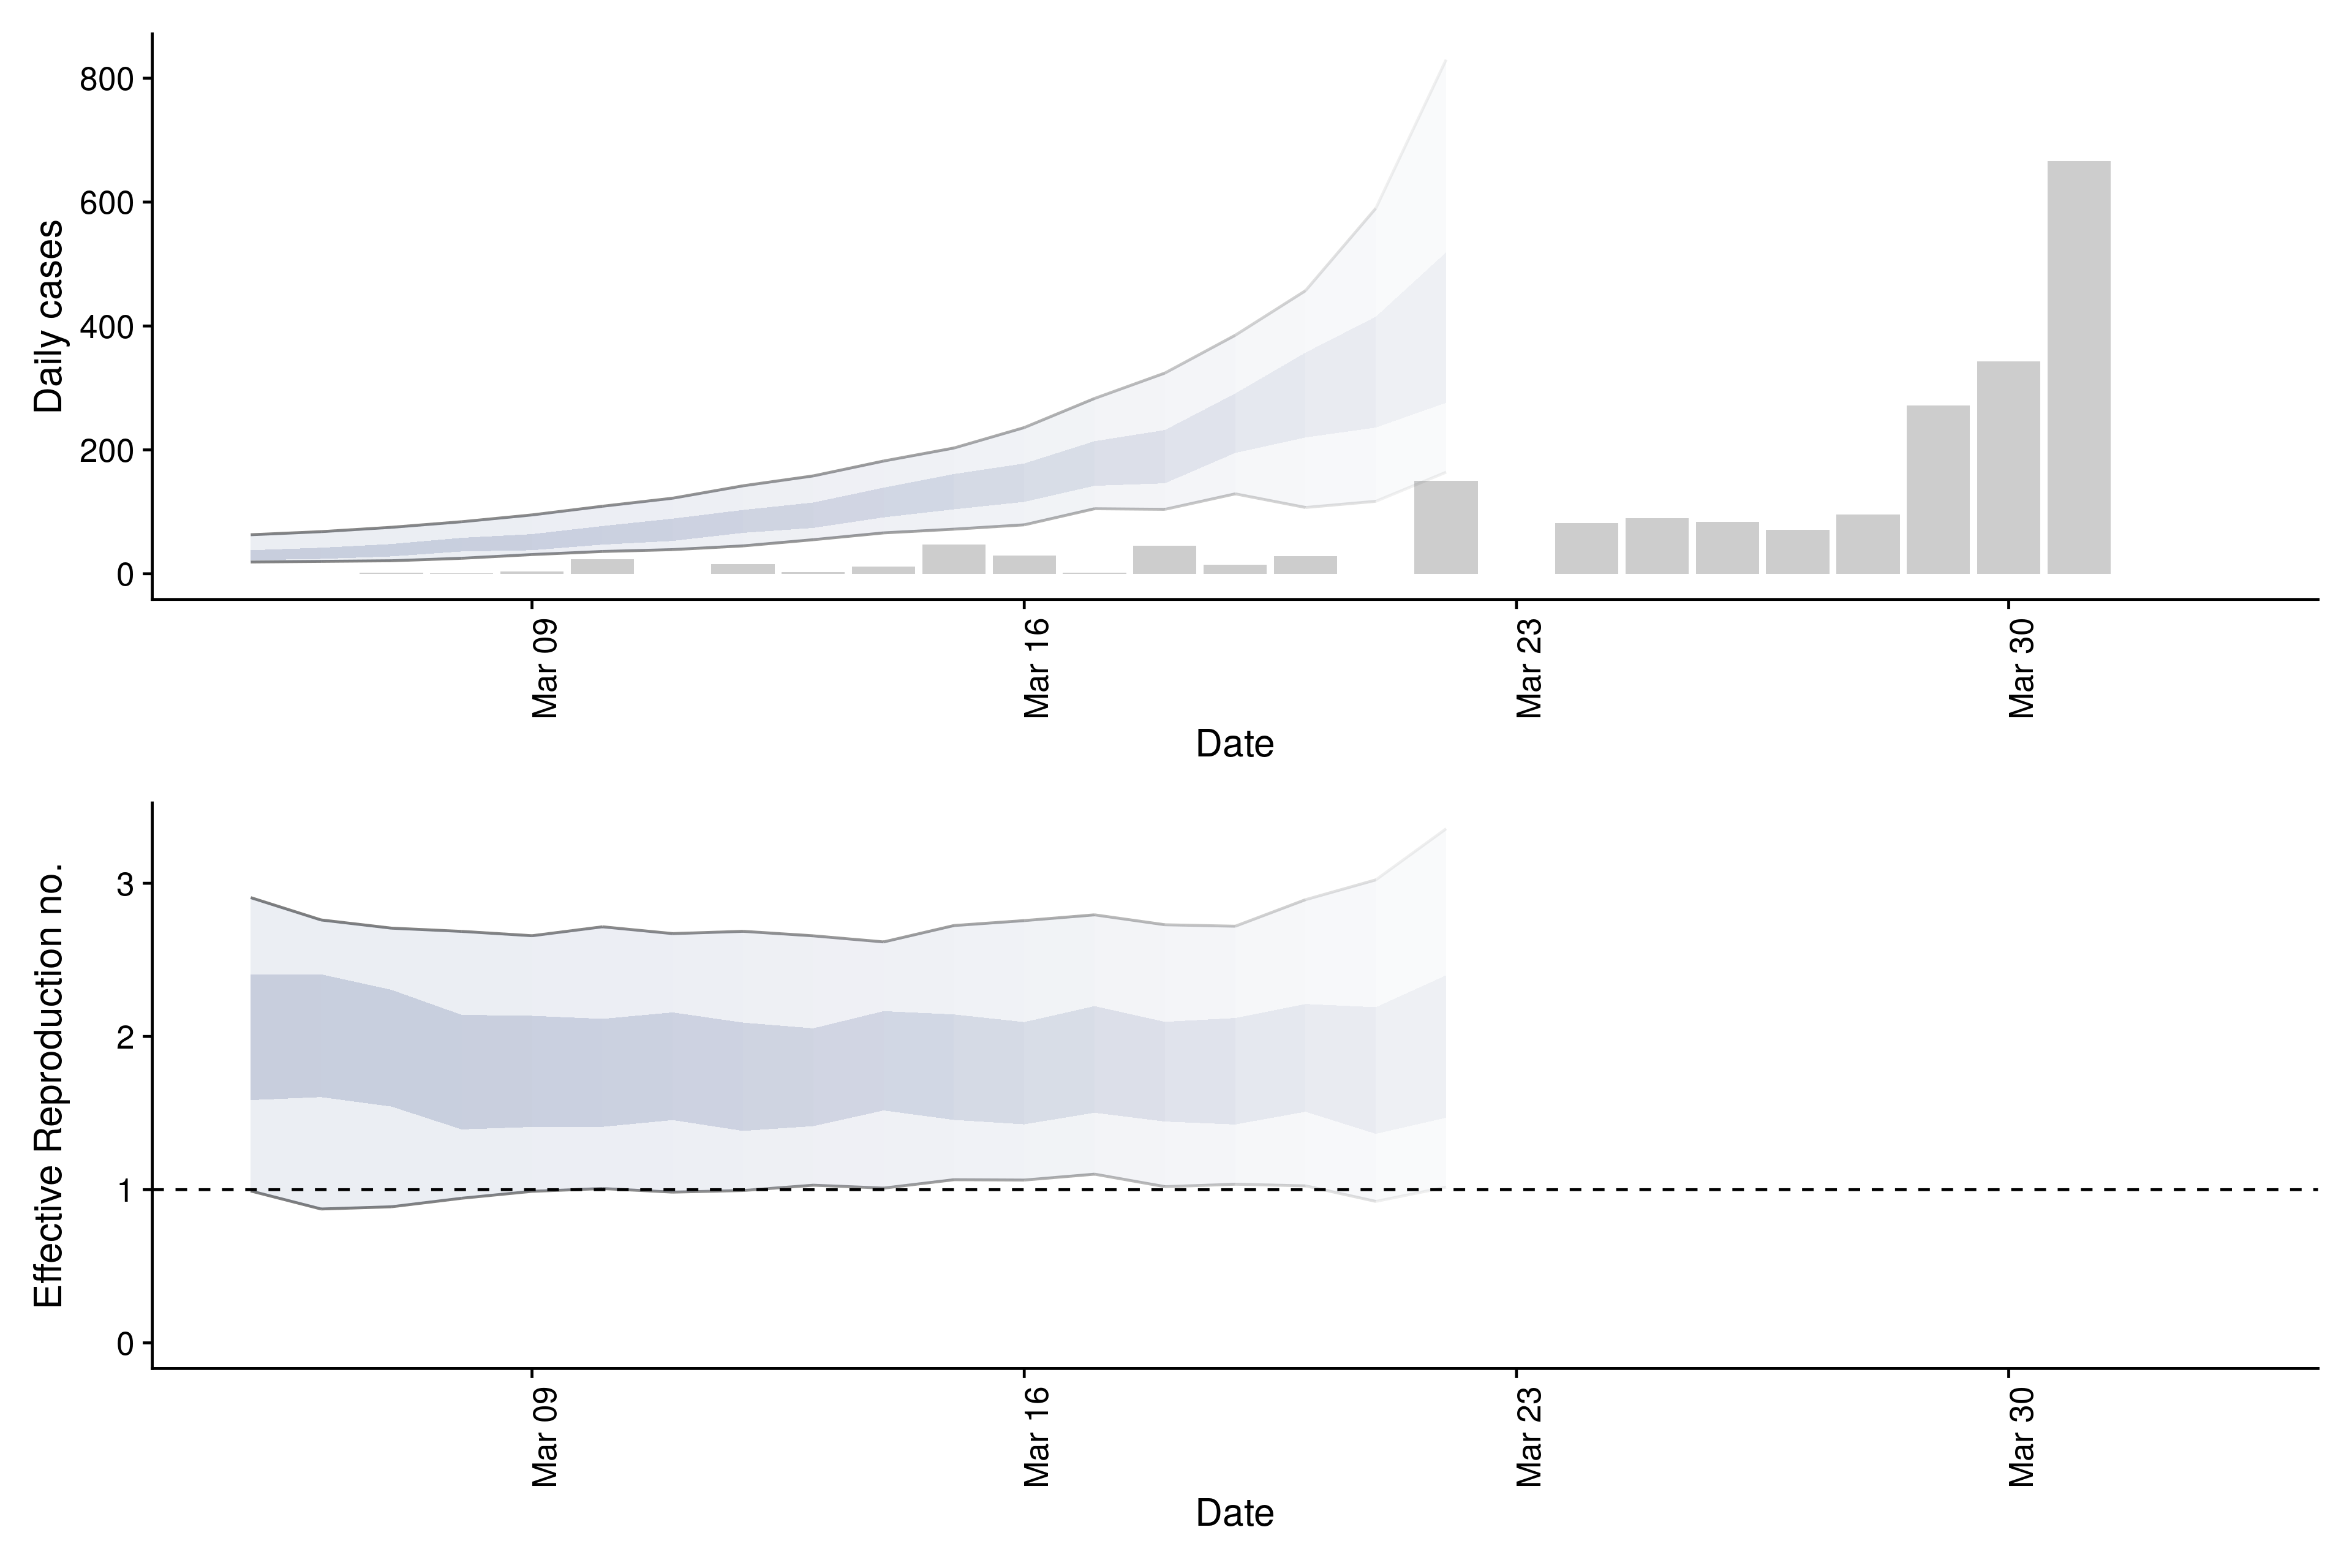 Daily cases
800
600
400
200
0
Mar 09
Mar 16
Mar 23
Mar 30
Date
Effective Reproduction no.
3
2
1
0
Mar 09
Mar 16
Mar 23
Mar 30
Date